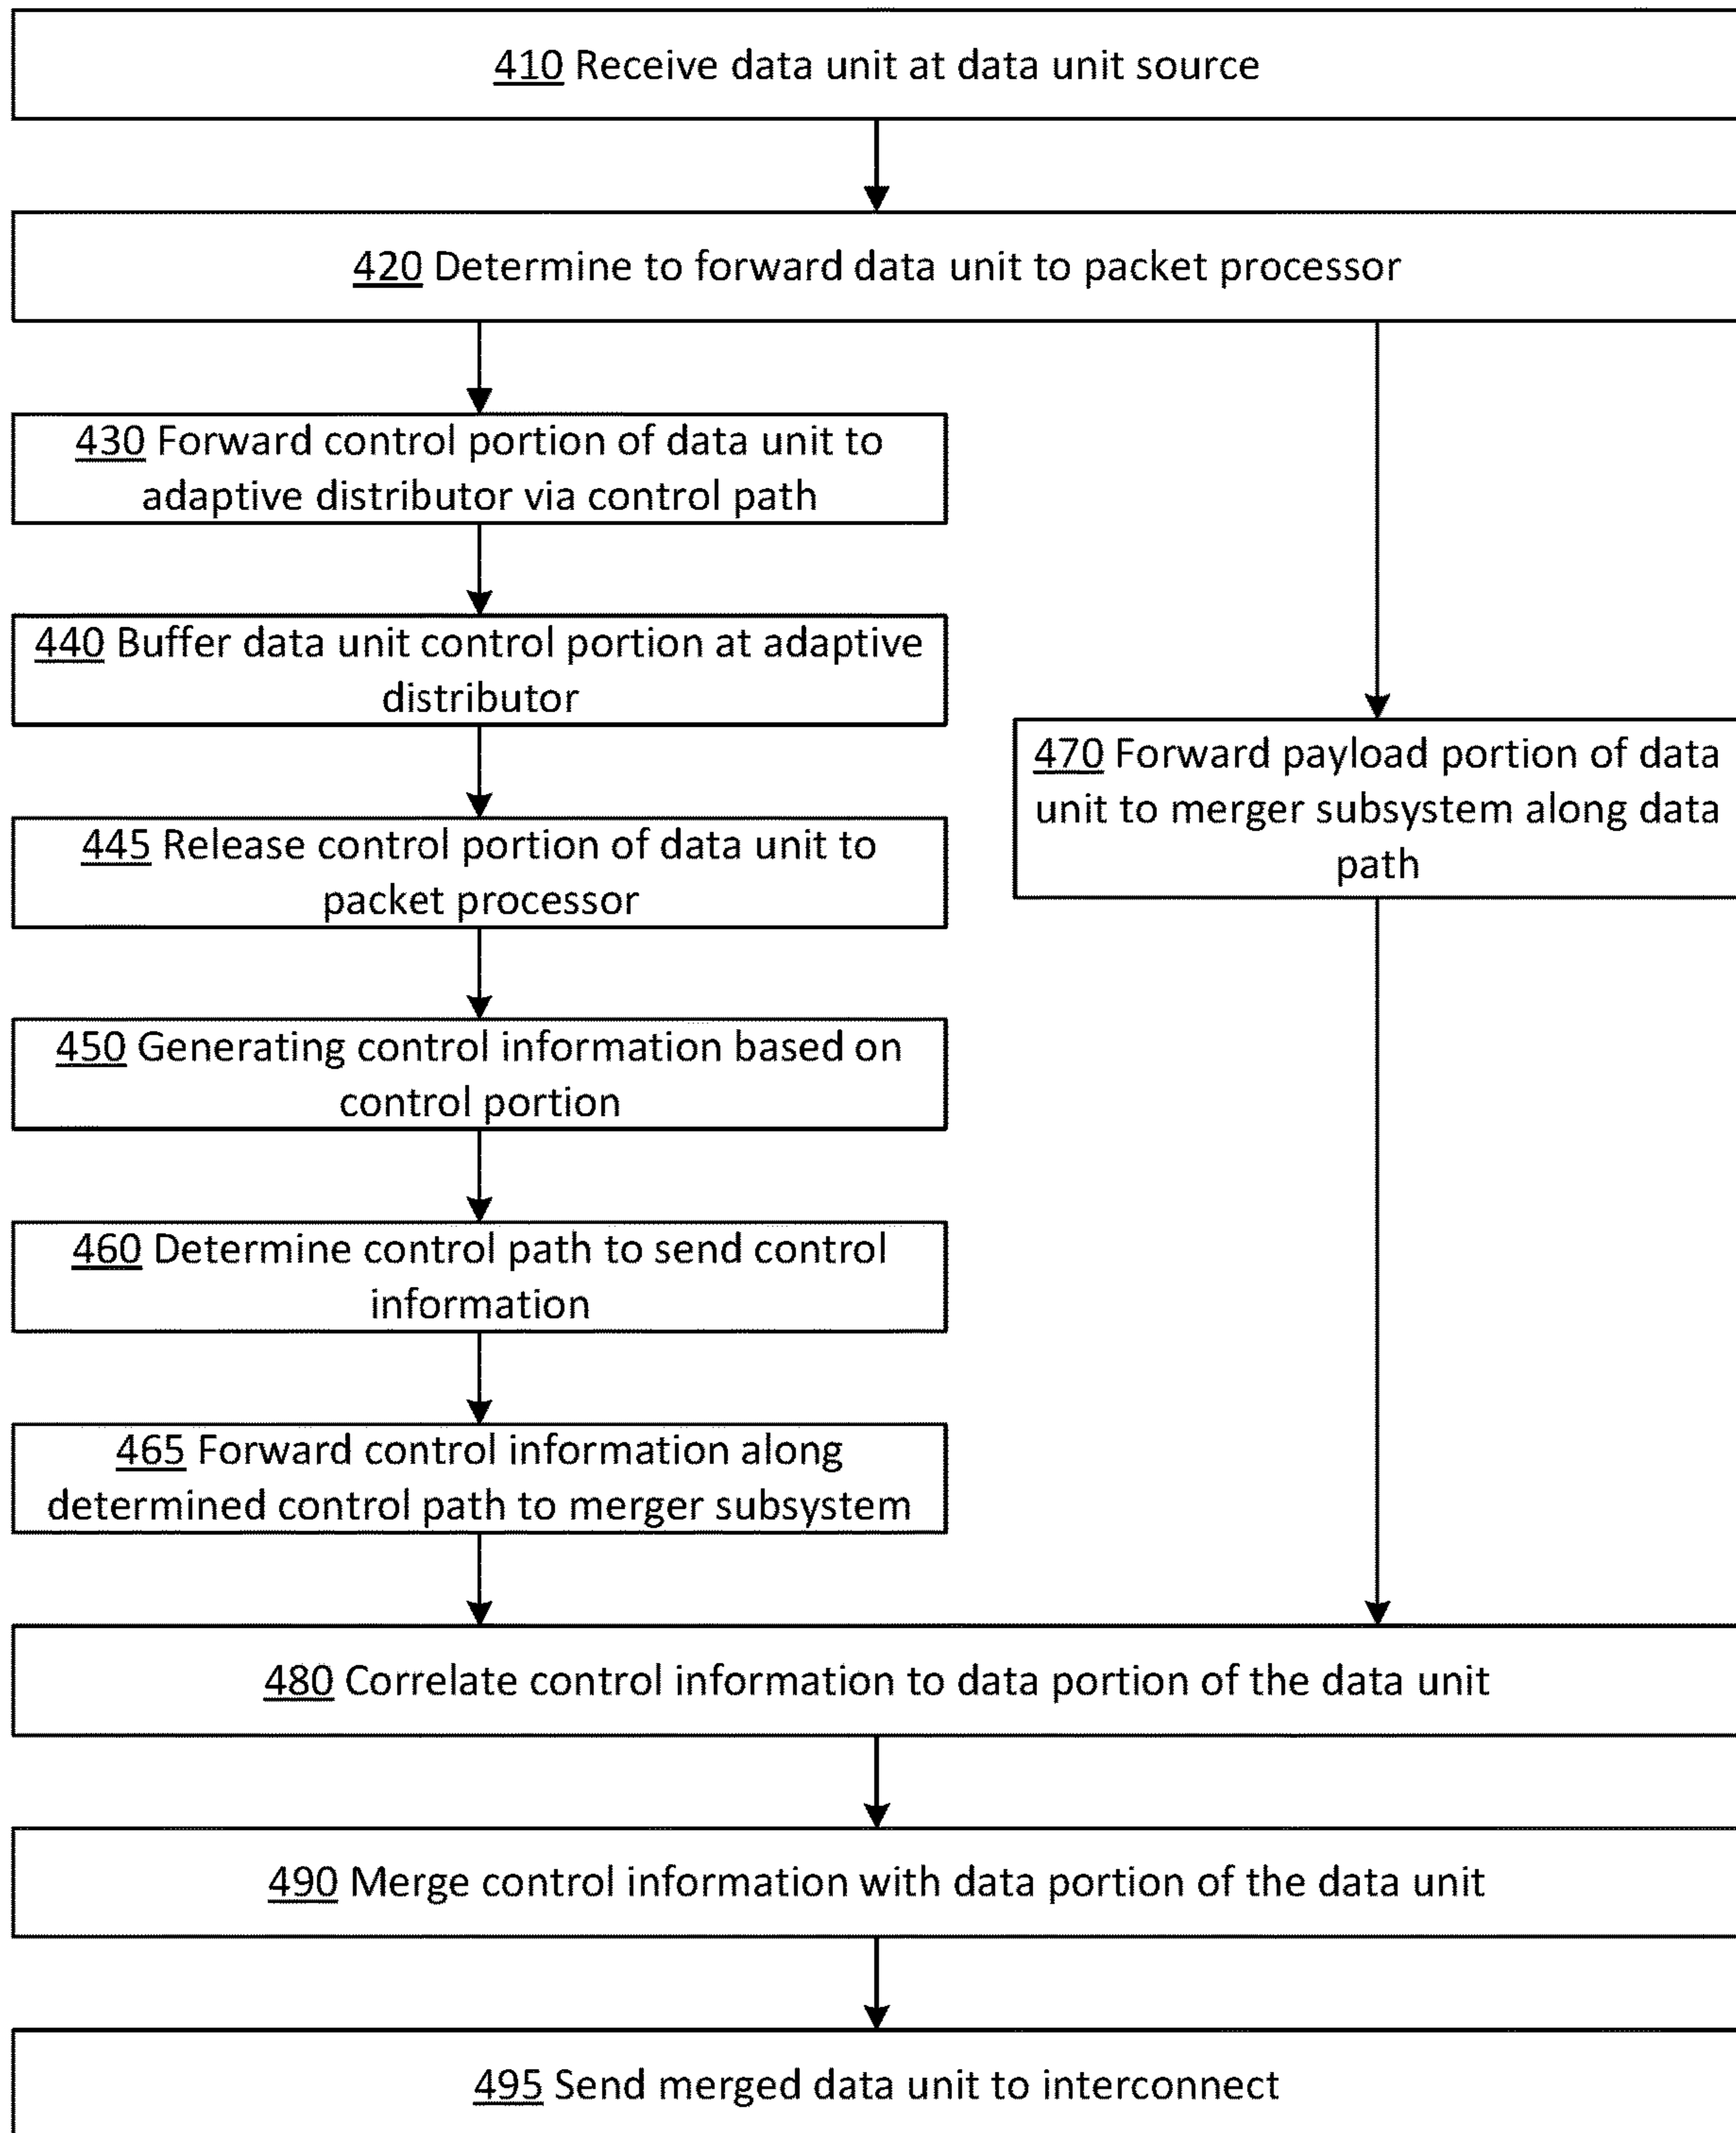 410 Receive data unit at data unit source
420 Determine to forward data unit to packet processor
430 Forward control portion of data unit to
adaptive distributor via control path
440 Buffer data unit control portion at adaptive
distributor
445 Release control portion of data unit to
packet processor
450 Generating control information based on
control portion
460 Determine control path to send control
information
465 Forward control information along
determined control path to merger subsystem
470 Forward payload portion of data
unit to merger subsystem along data
path
480 Correlate control information to data portion of the data unit
490 Merge control information with data portion of the data unit
495 Send merged data unit to interconnect